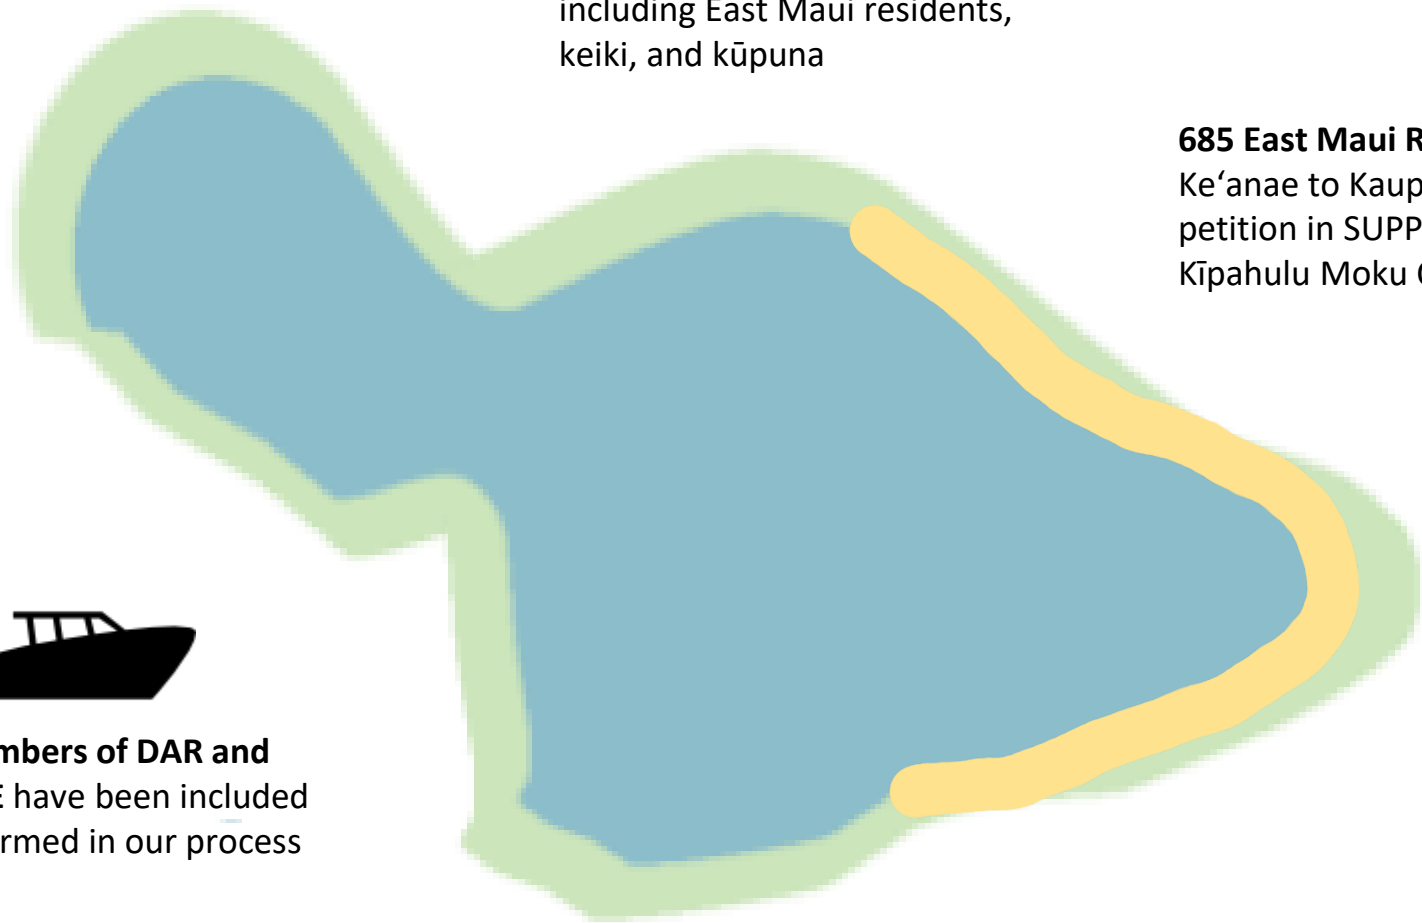 including East Maui residents,
keiki, and kūpuna
685 East Maui R
Keʻanae to Kaup
petition in SUPP
Kīpahulu Moku
mbers of DAR and
E have been included
rmed in our process